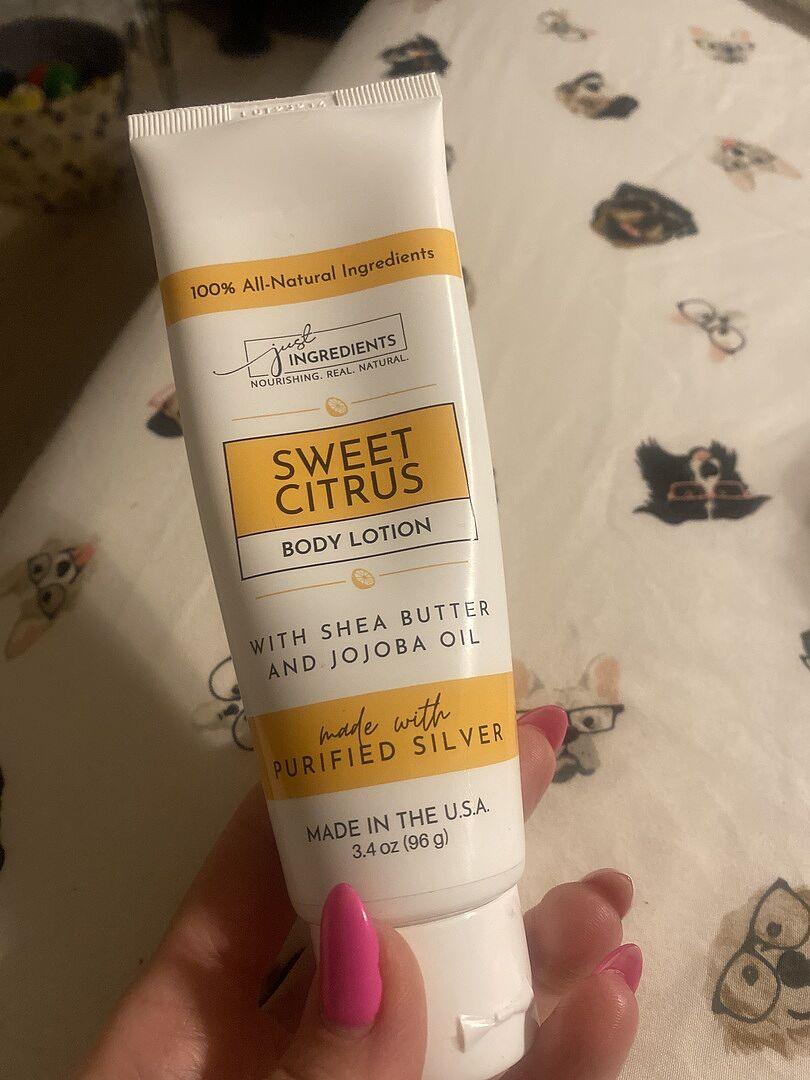 100% All-Natural Ingredients
just
INGREDIENTS
NOURISHING. REAL. NATURAL.
SWEET
CITRUS
BODY LOTION
WITH SHEA BUTTER
AND JOJOBA OIL
made with
PURIFIED SILVER
MADE IN THE U.S.A.
3.4 oz (96 g)